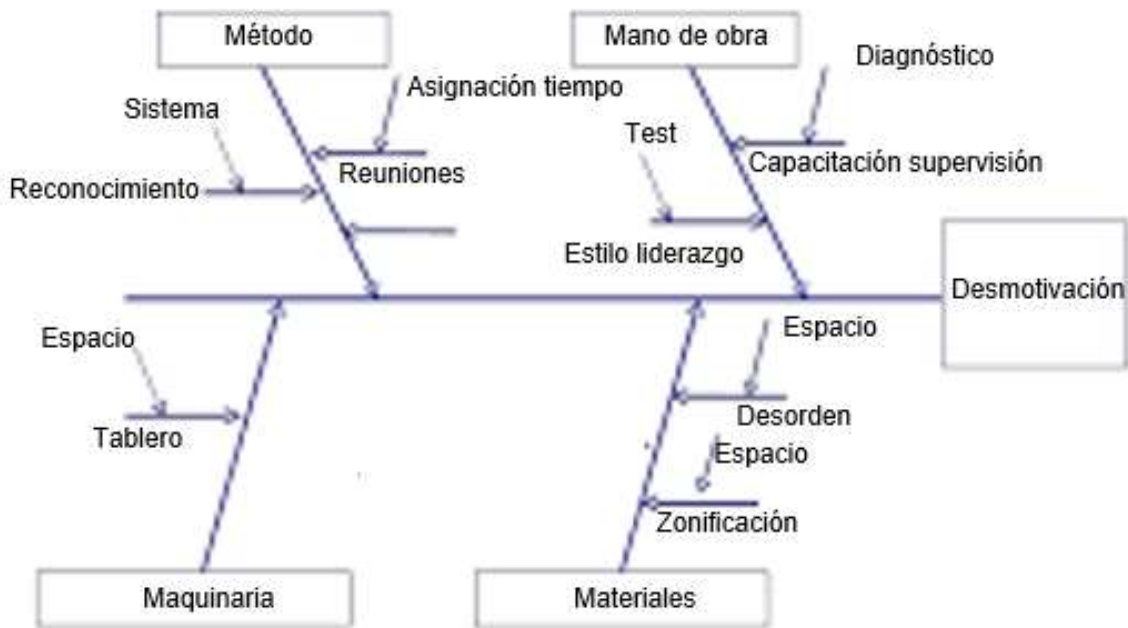 Método
Mano de obra
Diagnóstico
Asignación tiempo
Sistema
Test
Reuniones
Capacitación supervisión
Reconocimiento
Estilo liderazgo
Desmotivación
Espacio
Espacio
Tablero
Desorden
Espacio
Zonificación
Maquinaria
Materiales